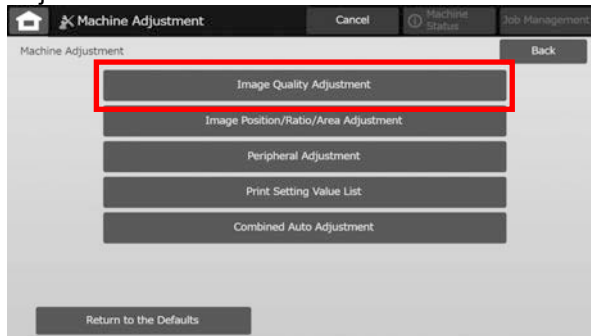 Machine Adjustment
Cancel
Machine Status
Job Management
Machine Adjustment
Back
Image Quality Adjustment
Image Position/Ratio/Area Adjustment
Peripheral Adjustment
Print Setting Value List
Combined Auto Adjustment
Return to the Defaults